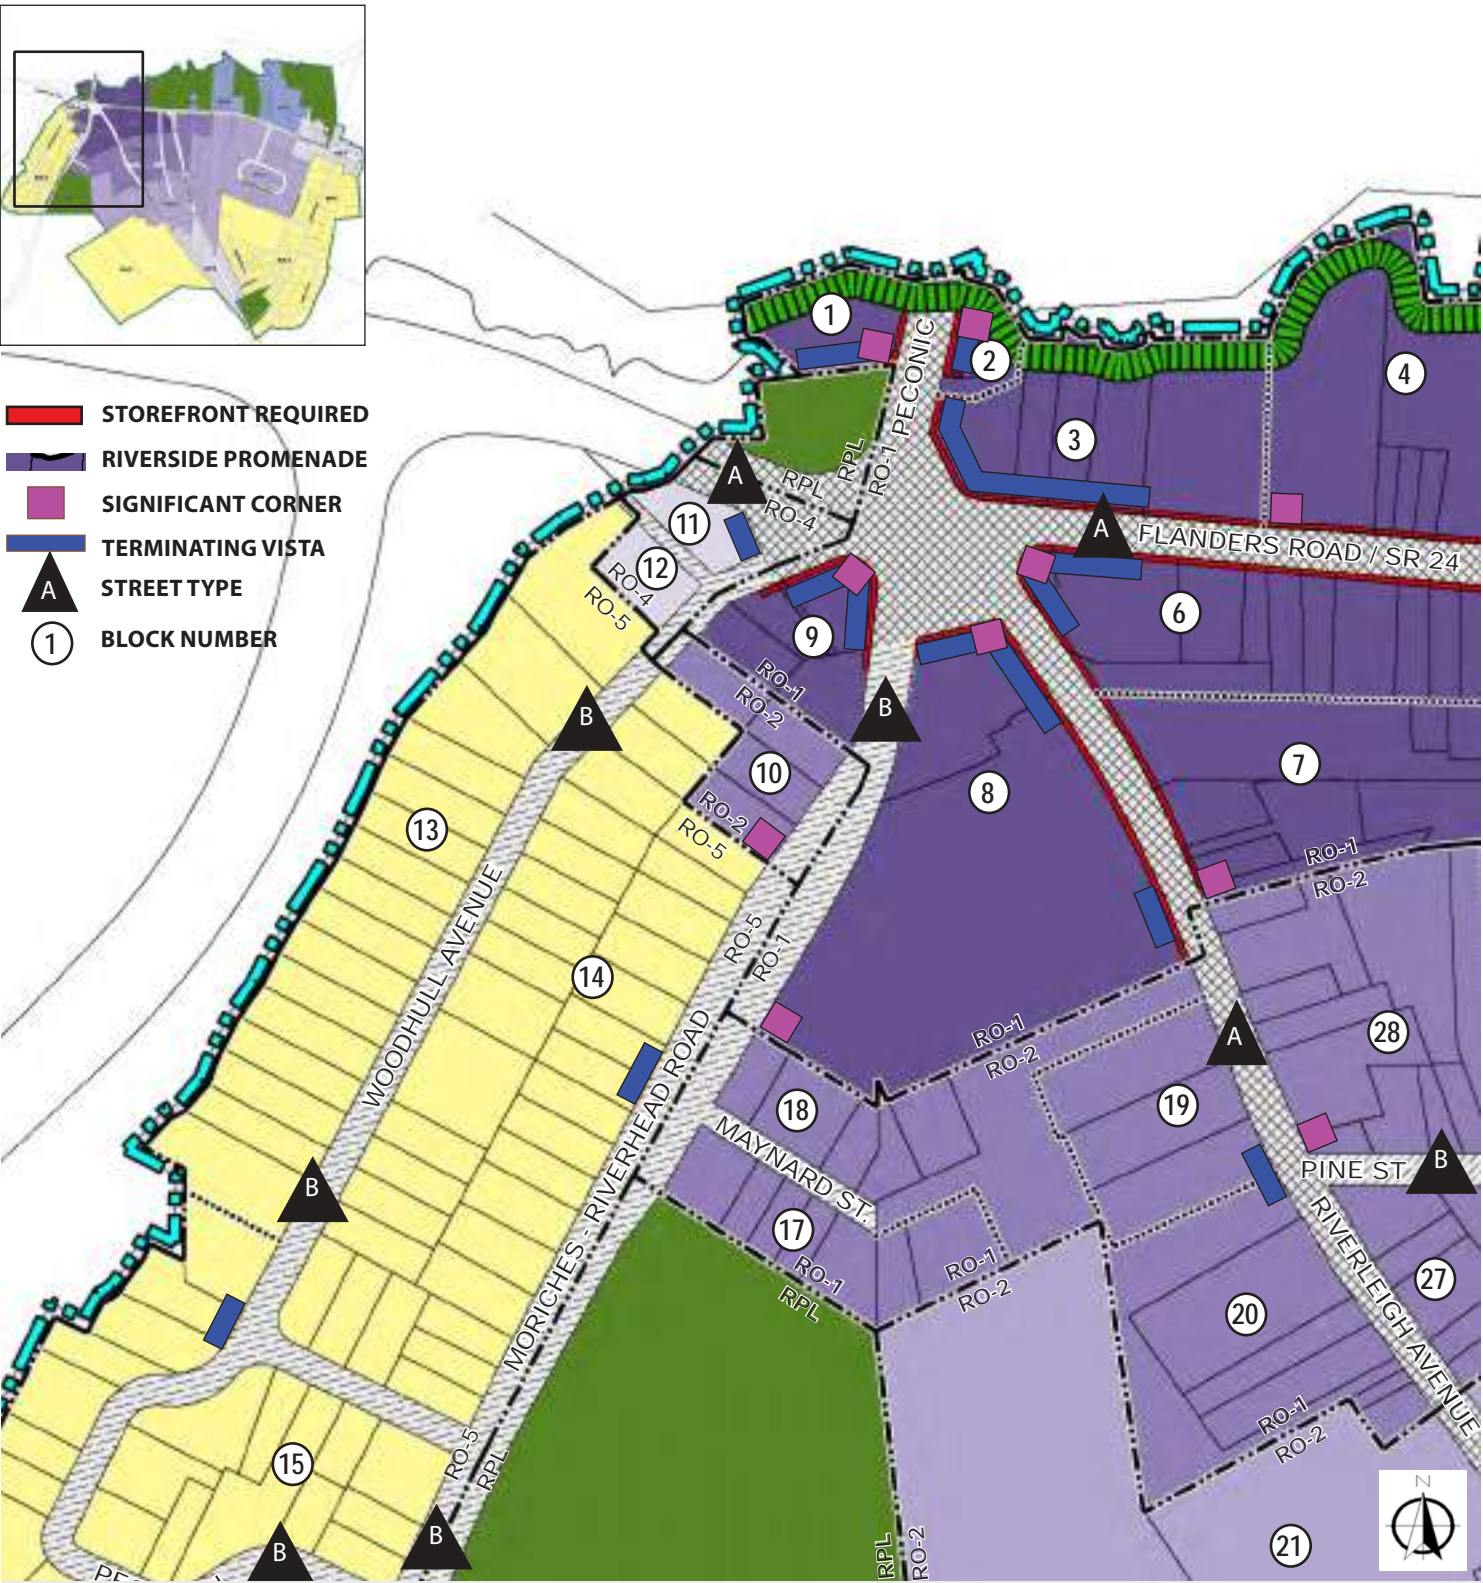 STOREFRONT REQUIRED
RIVERSIDE PROMENADE
SIGNIFICANT CORNER
TERMINATING VISTA
A STREET TYPE
1 BLOCK NUMBER
1
2
3
4
PECONIC
RPL
RO-1
A
RPL
RO-4
11
12
RO-4
RO-5
A
FLANDERS ROAD / SR 24
6
9
RO-1
RO-2
B
B
10
RO-2
RO-5
7
8
RO-1
RO-2
13
WOODHULL AVENUE
14
RO-5
RO-1
RO-1
RO-2
A
28
18
19
MAYNARD ST.
PINE ST
B
B
17
RO-1
RPL
RO-1
RO-2
MORICHES - RIVERHEAD ROAD
RIVERLEIGH AVENUE
27
20
RO-1
RO-2
15
RO-5
RPL
B
B
RPL
RO-2
21
N